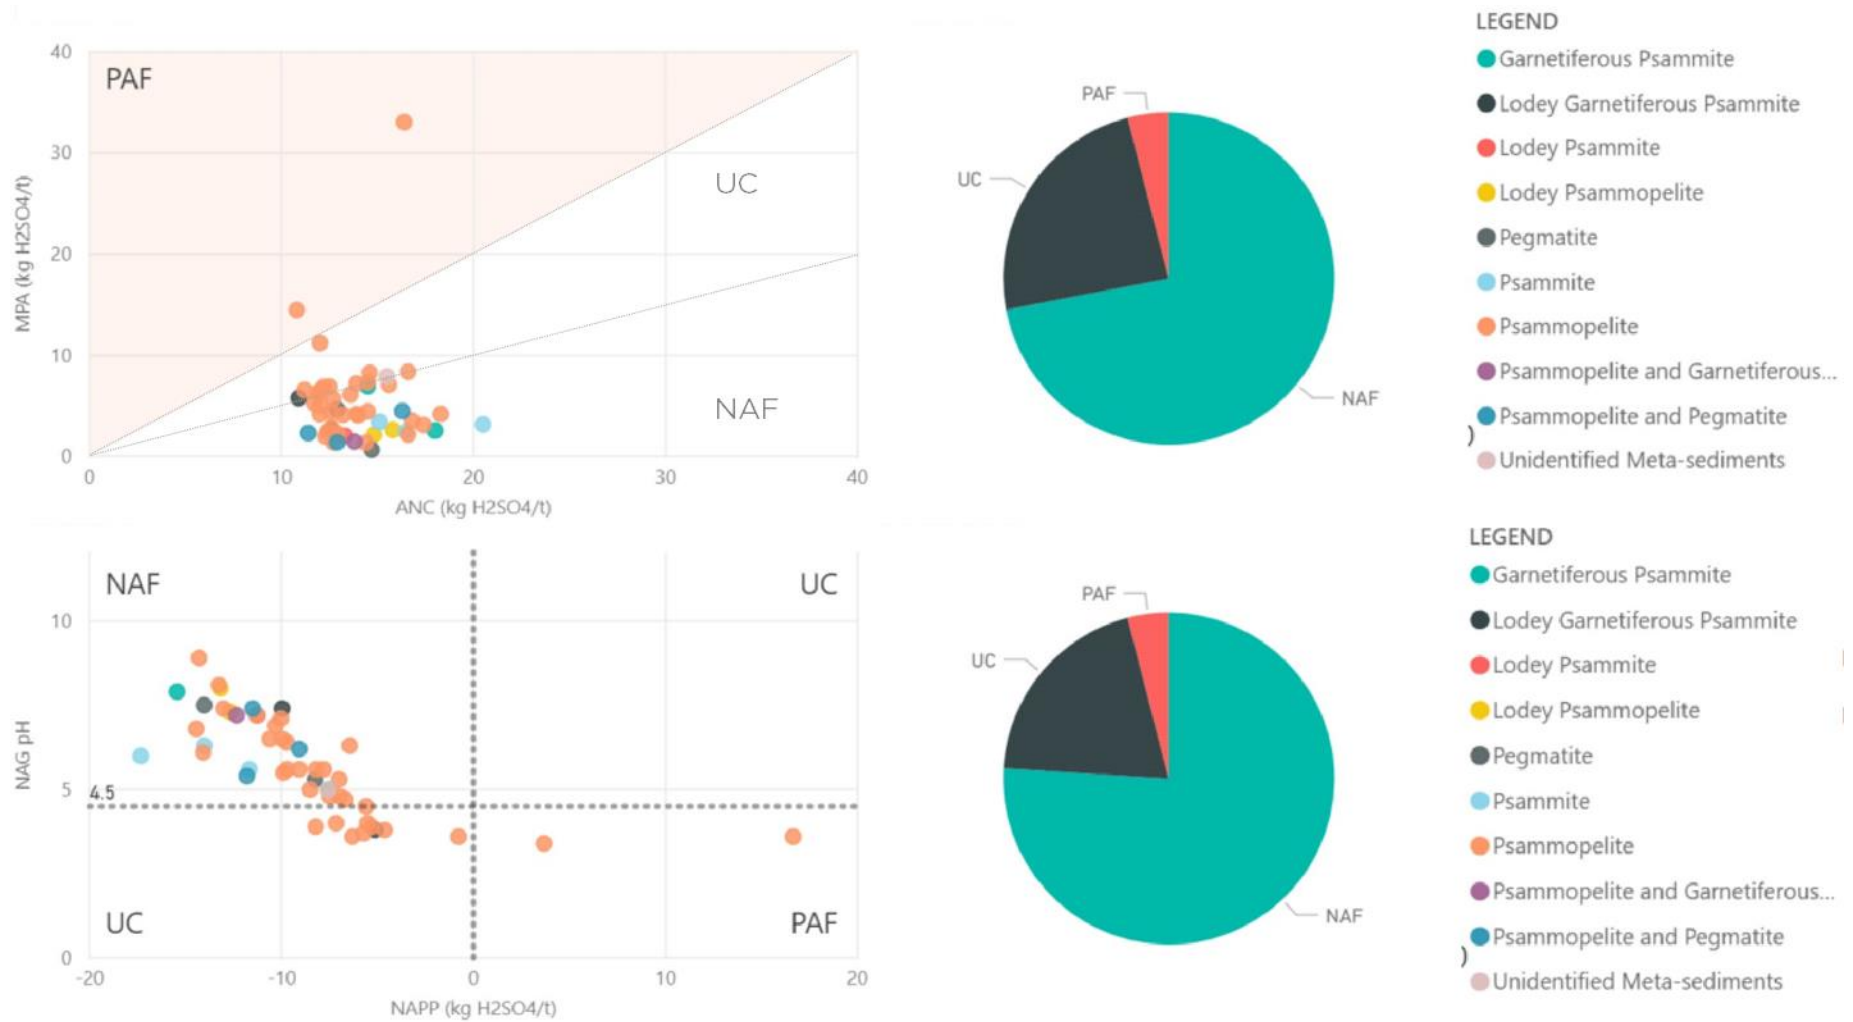 PAF
UC
NAF
40
30
20
10
0
0
10
20
30
40
MPA (kg H2SO4/t)
ANC (kg H2SO4/t)
PAF
UC
NAF
LEGEND
Garnetiferous Psammite
Lodey Garnetiferous Psammite
Lodey Psammite
Lodey Psammopelite
Pegmatite
Psammite
Psammopelite
Psammopelite and Garnetiferous...
Psammopelite and Pegmatite
)
Unidentified Meta-sediments
NAF
UC
4.5
UC
PAF
10
5
0
-20
-10
0
10
20
NAG pH
NAPP (kg H2SO4/t)
PAF
UC
NAF
LEGEND
Garnetiferous Psammite
Lodey Garnetiferous Psammite
Lodey Psammite
Lodey Psammopelite
Pegmatite
Psammite
Psammopelite
Psammopelite and Garnetiferous...
Psammopelite and Pegmatite
)
Unidentified Meta-sediments